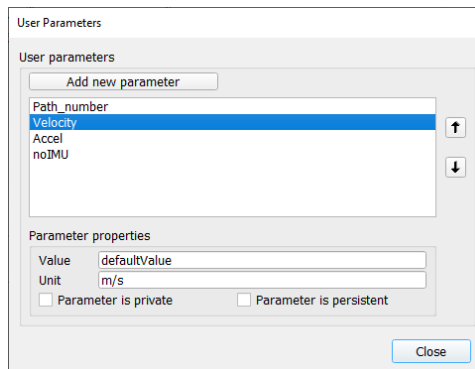 User Parameters
User parameters
Add new parameter
Path_number
Velocity
Accel
noIMU
Parameter properties
Value defaultValue
Unit m/s
Parameter is private Parameter is persistent
Close